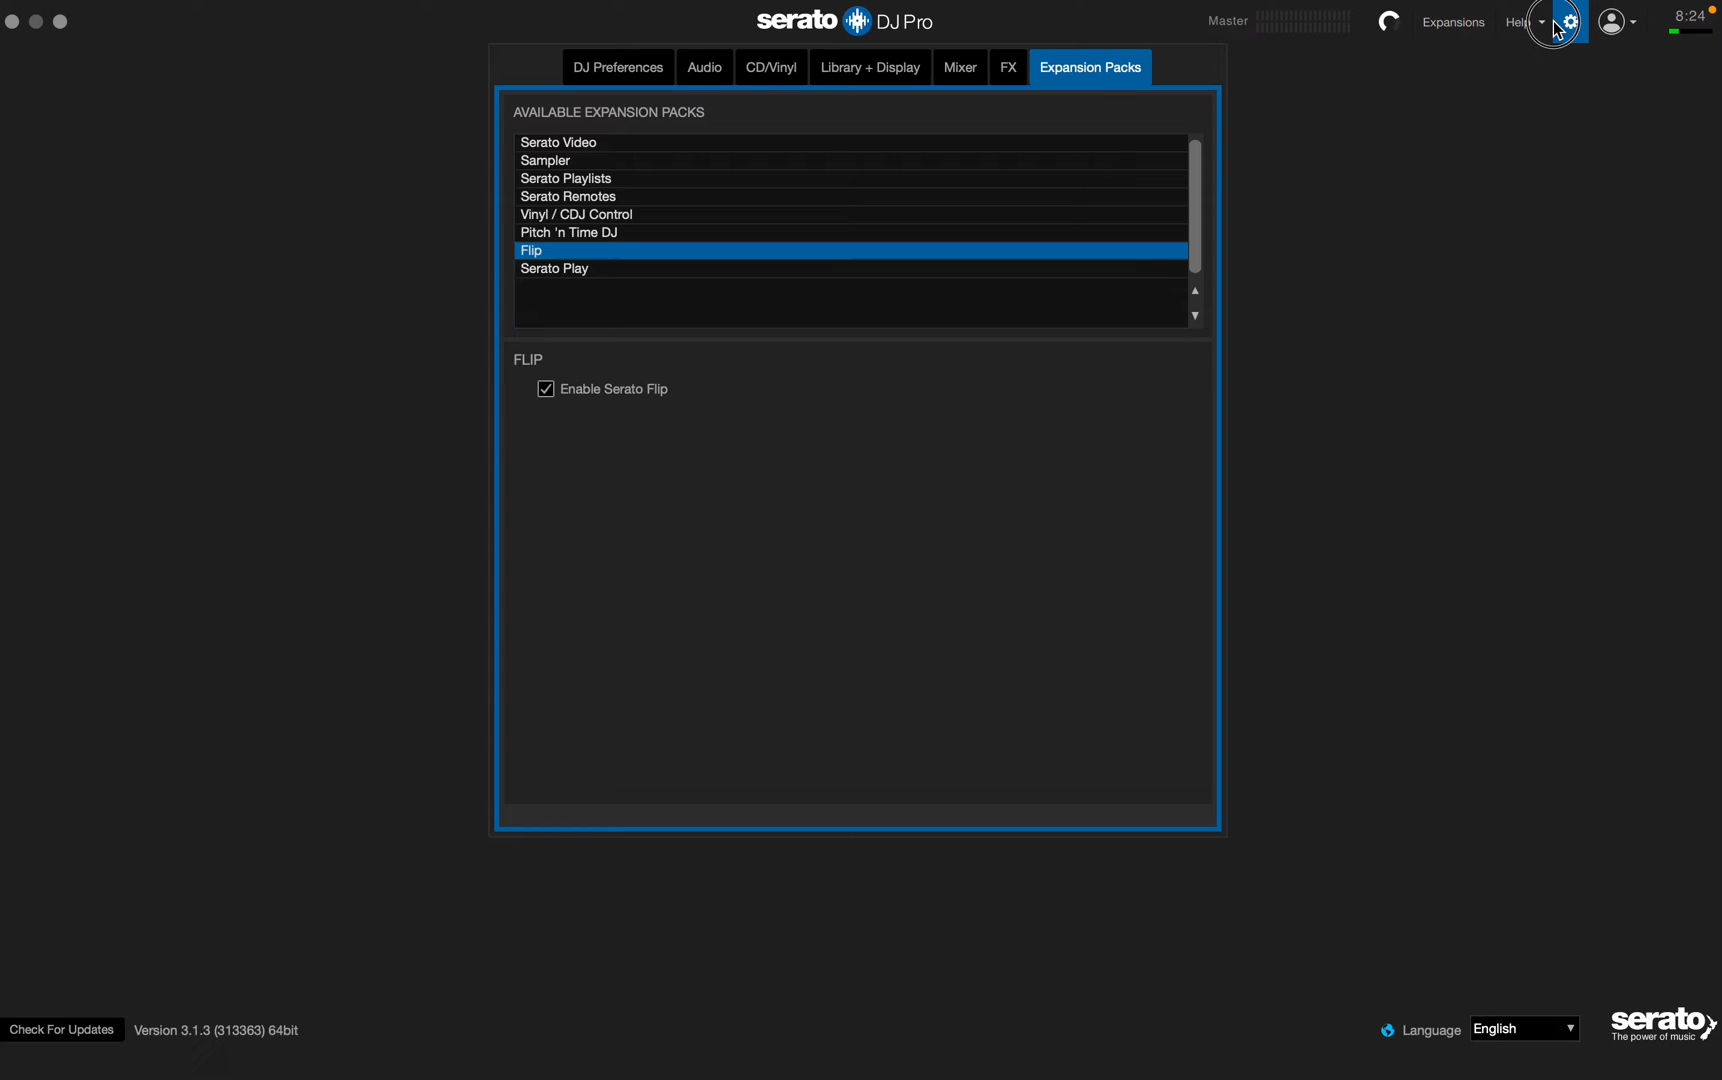 serato DJ Pro
Master
Expansions
Help
8:24
DJ Preferences
Audio
CD/Vinyl
Library + Display
Mixer
FX
Expansion Packs
AVAILABLE EXPANSION PACKS
Serato Video
Sampler
Serato Playlists
Serato Remotes
Vinyl / CDJ Control
Pitch 'n Time DJ
Flip
Serato Play
FLIP
Enable Serato Flip
Check For Updates
Version 3.1.3 (313363) 64bit
Language
English
serato
The power of music